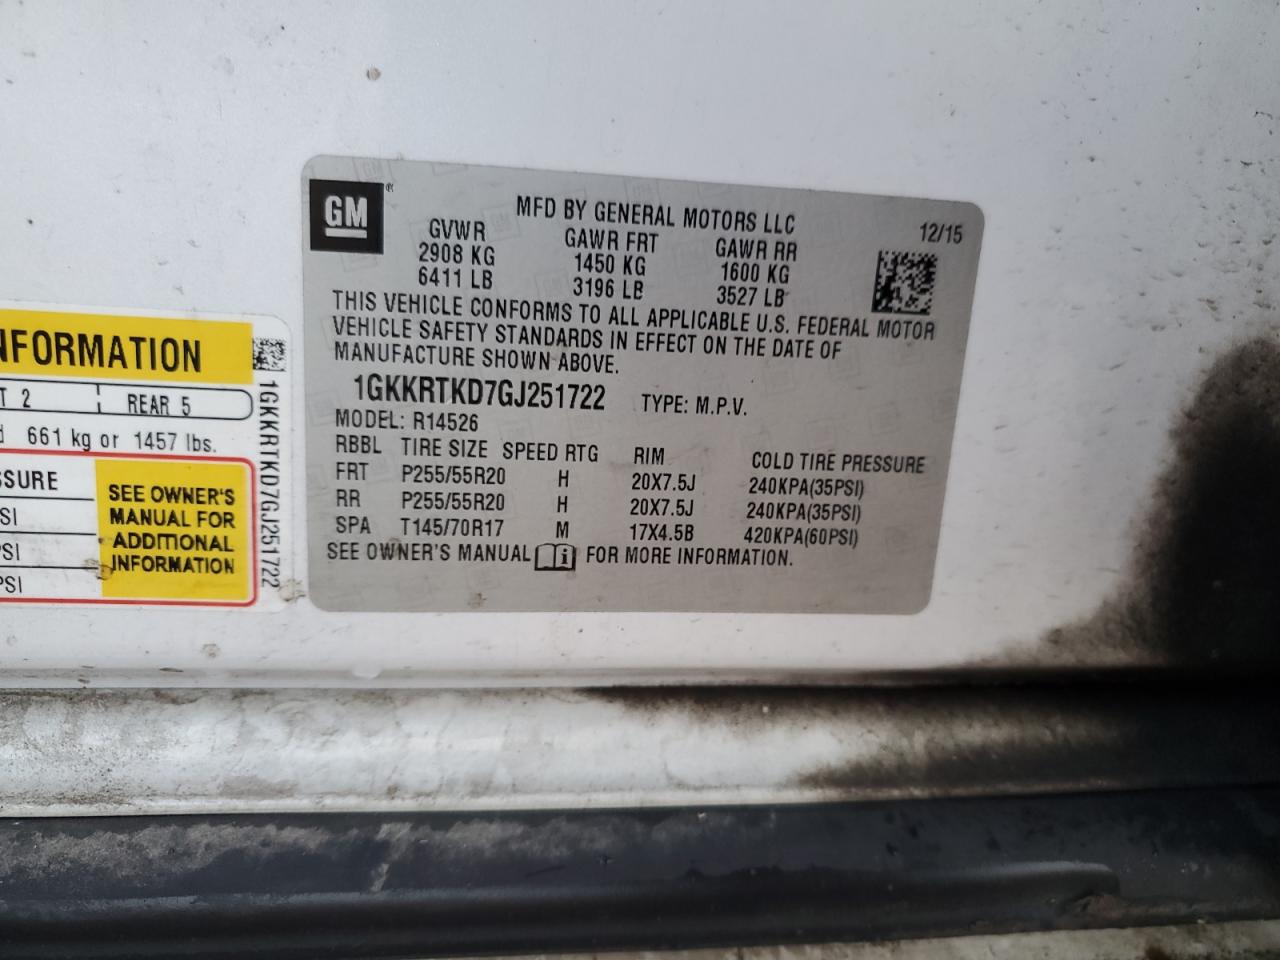 GM
MFD BY GENERAL MOTORS LLC
12/15
GVWR GAWR FRT GAWR RR
2908 KG 1450 KG 1600 KG
6411 LB 3196 LB 3527 LB
THIS VEHICLE CONFORMS TO ALL APPLICABLE U.S. FEDERAL MOTOR
VEHICLE SAFETY STANDARDS IN EFFECT ON THE DATE OF
MANUFACTURE SHOWN ABOVE.
1GKKRTKD7GJ251722 TYPE: M.P.V.
MODEL: R14526
RBBL TIRE SIZE SPEED RTG RIM COLD TIRE PRESSURE
FRT P255/55R20 H 20X7.5J 240KPA(35PSI)
RR P255/55R20 H 20X7.5J 240KPA(35PSI)
SPA T145/70R17 M 17X4.5B 420KPA(60PSI)
SEE OWNER'S MANUAL FOR MORE INFORMATION.
NFORMATION
T 2 REAR 5
d 661 kg or 1457 lbs.
SSURE
SI
PSI
PSI
SEE OWNER'S
MANUAL FOR
ADDITIONAL
INFORMATION
1GKKRTKD7GJ251722